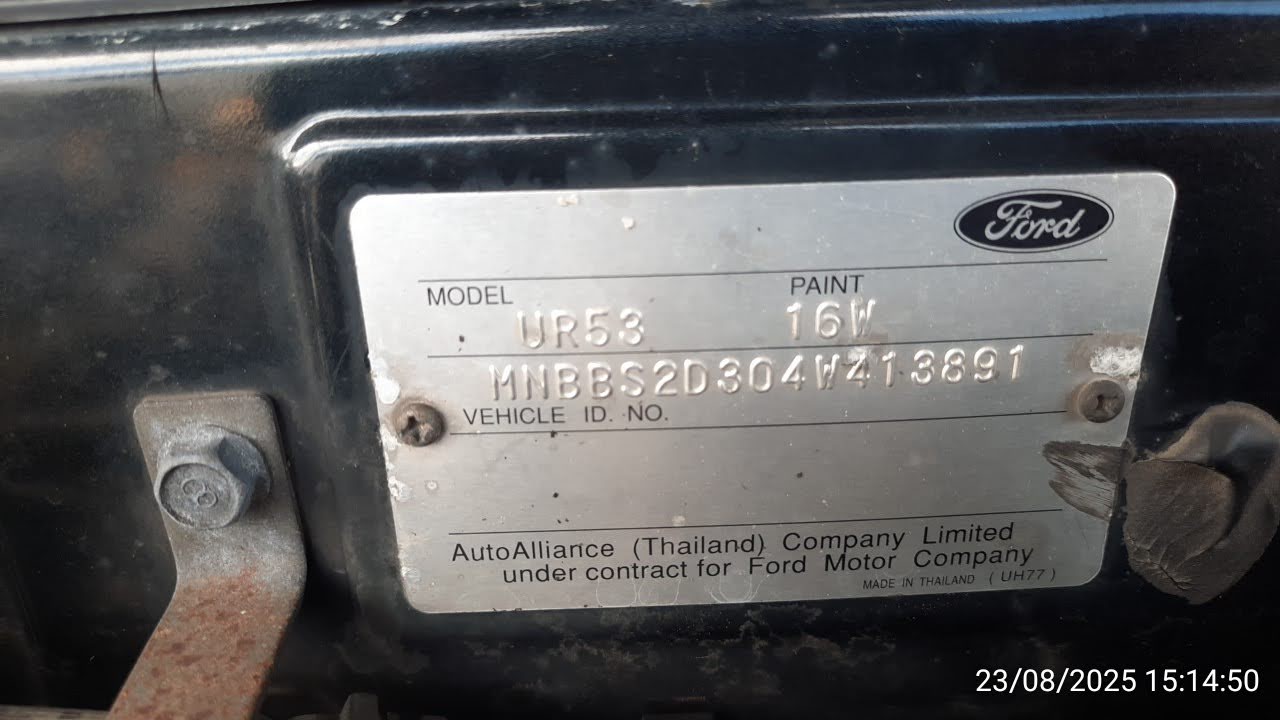 Ford
MODEL PAINT
UR53 16W
MNBBS2D304W413891
VEHICLE ID. NO.
AutoAlliance (Thailand) Company Limited
under contract for Ford Motor Company
MADE IN THAILAND (UH77)
8
23/08/2025 15:14:50